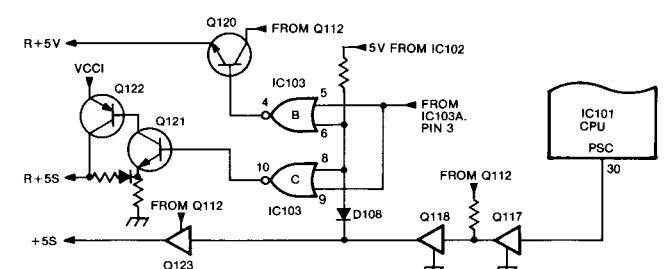 Q120
FROM Q112
R+5V
5V FROM IC102
VCCI
Q122
IC103
Q121
4
B
5
6
FROM
IC103A.
PIN 3
IC101
CPU
PSC
30
10
C
8
9
R+5S
IC103
D108
FROM Q112
FROM Q112
Q118
Q117
+5S
Q123